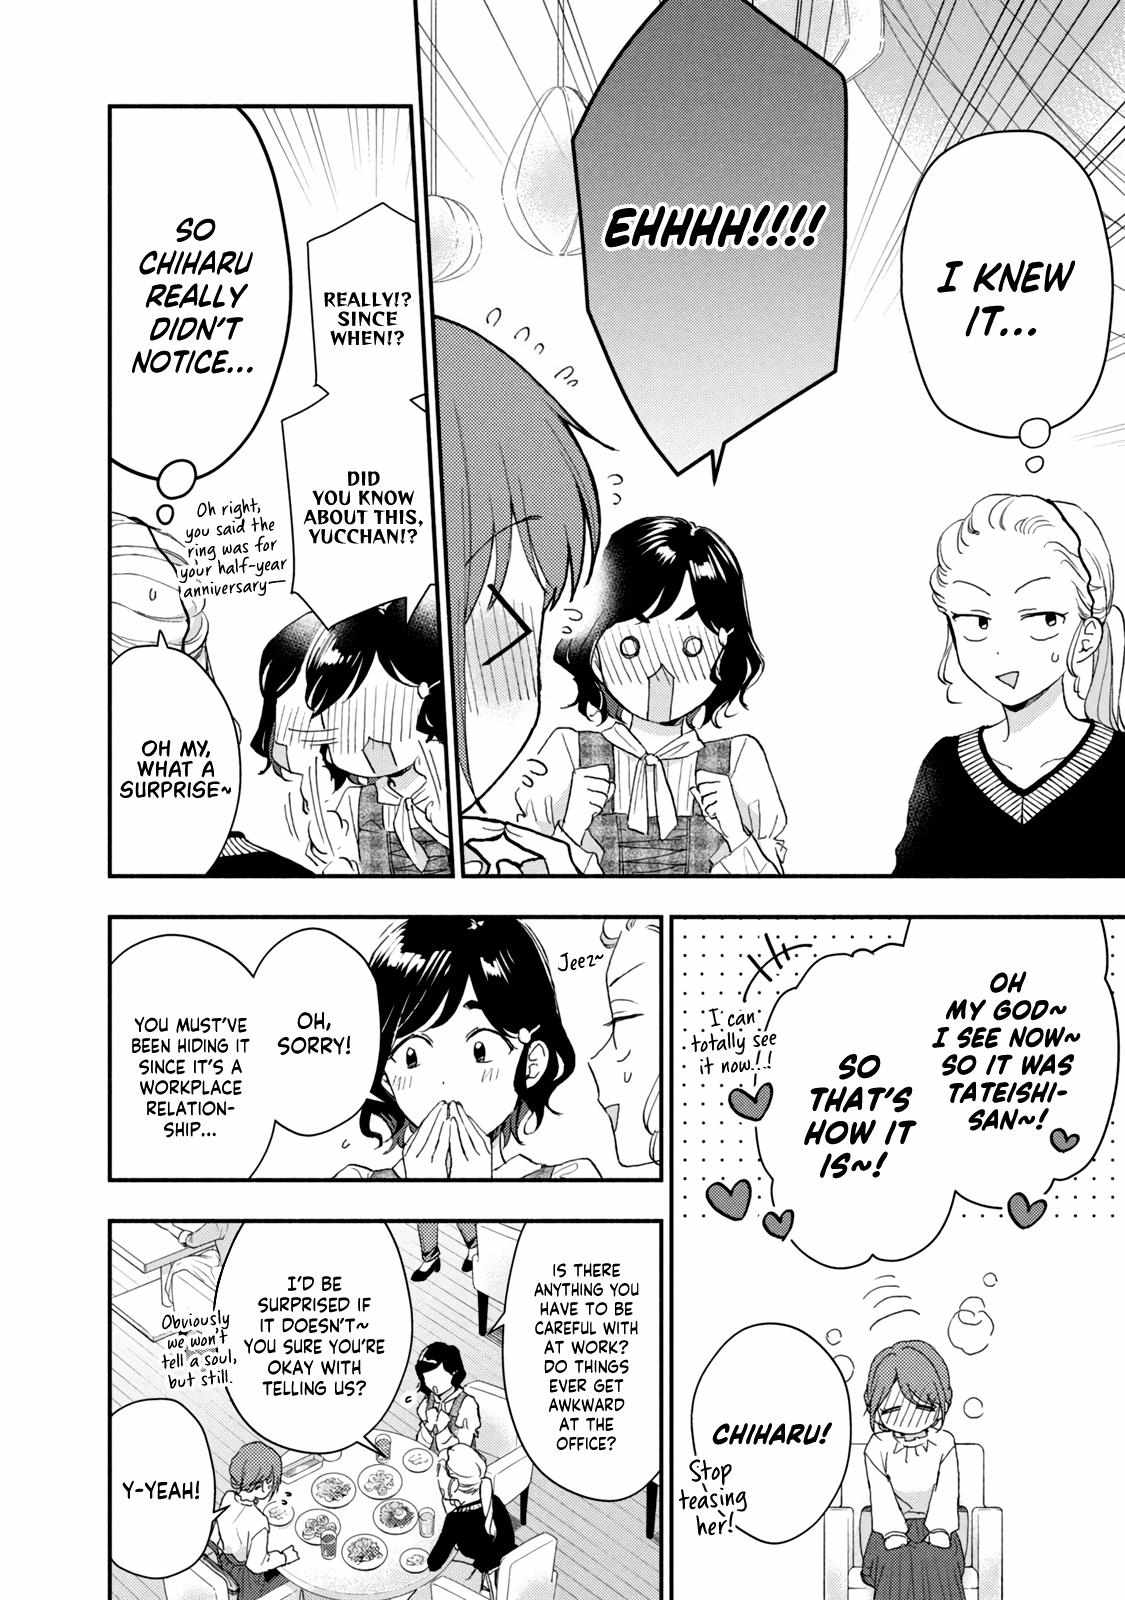 I KNEW
IT...
EHHHH!!!!
REALLY!?
SINCE
WHEN!?
DID
YOU KNOW
ABOUT THIS,
YUCCHAN!?
SO
CHIHARU
REALLY
DIDN'T
NOTICE...
Oh right,
you said the
ring was for
your half-year
anniversary—
OH MY,
WHAT A
SURPRISE~
OH
MY GOD~
I SEE NOW~
SO IT WAS
TATEISHI-
SAN~!
SO
THAT'S
HOW IT
IS~!
I can
totally see
it now!!
CHIHARU!
Stop
teasing
her!
Jeez~
OH,
SORRY!
YOU MUST'VE
BEEN HIDING IT
SINCE IT'S A
WORKPLACE
RELATION-
SHIP...
IS THERE
ANYTHING YOU
HAVE TO BE
CAREFUL WITH
AT WORK?
DO THINGS
EVER GET
AWKWARD
AT THE
OFFICE?
I'D BE
SURPRISED IF
IT DOESN'T~
YOU SURE YOU'RE
OKAY WITH
TELLING US?
Obviously
we won't
tell a soul,
but still.
Y-YEAH!